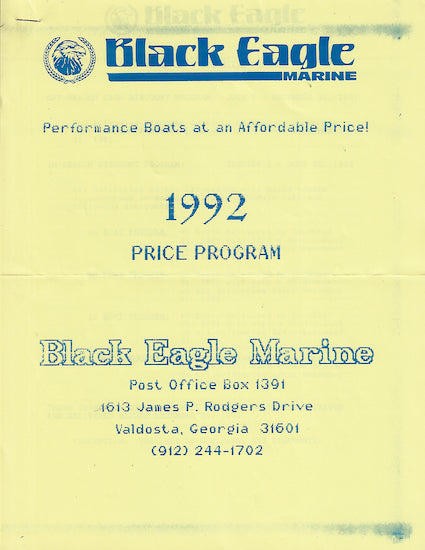 Black Eagle
MARINE
Performance Boats at an Affordable Price!
1992
PRICE PROGRAM
Black Eagle Marine
Post Office Box 1391
1613 James P. Rodgers Drive
Valdosta, Georgia 31601
(912) 244-1702